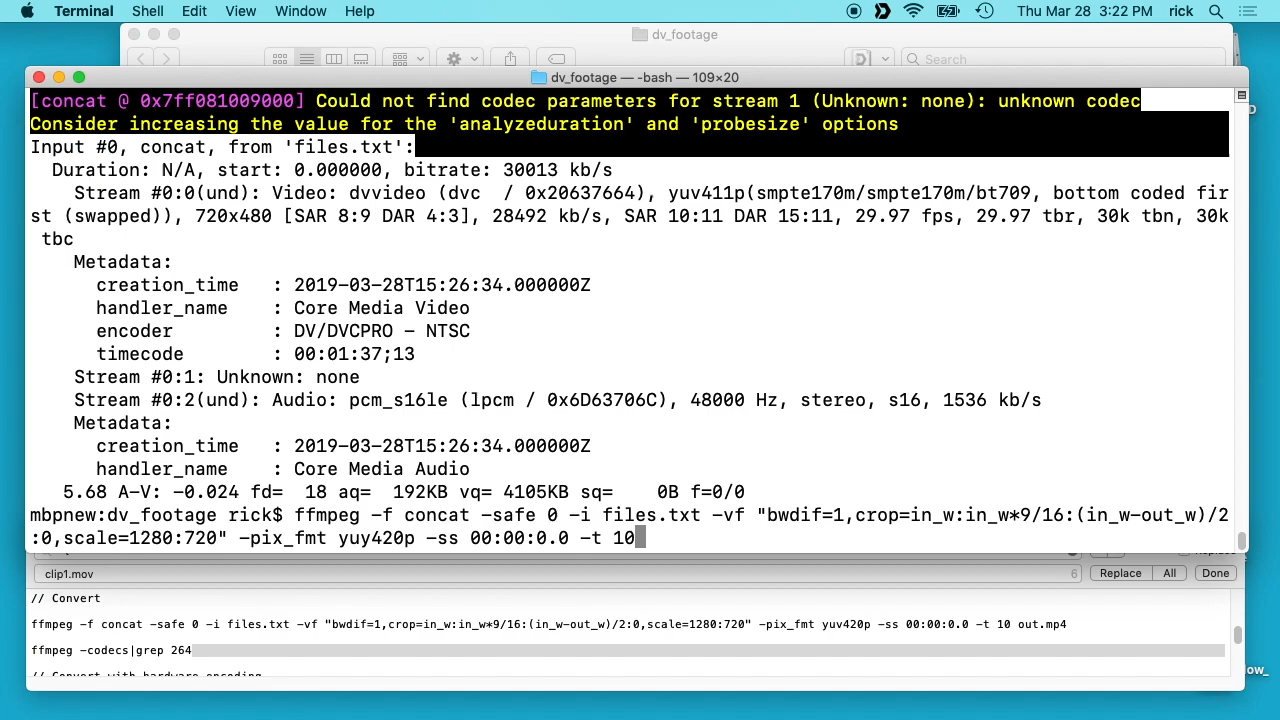 Terminal Shell Edit View Window Help Thu Mar 28 3:22 PM rick
dv_footage
Search
dv_footage — -bash — 109×20
[concat @ 0x7ff081009000] Could not find codec parameters for stream 1 (Unknown: none): unknown codec
Consider increasing the value for the 'analyzeduration' and 'probesize' options
Input #0, concat, from 'files.txt':
Duration: N/A, start: 0.000000, bitrate: 30013 kb/s
Stream #0:0(und): Video: dvvideo (dvc  / 0x20637664), yuv411p(smpte170m/smpte170m/bt709, bottom coded fir
st (swapped)), 720x480 [SAR 8:9 DAR 4:3], 28492 kb/s, SAR 10:11 DAR 15:11, 29.97 fps, 29.97 tbr, 30k tbn, 30k
tbc
Metadata:
creation_time   : 2019-03-28T15:26:34.000000Z
handler_name    : Core Media Video
encoder         : DV/DVCPRO - NTSC
timecode        : 00:01:37;13
Stream #0:1: Unknown: none
Stream #0:2(und): Audio: pcm_s16le (lpcm / 0x6D63706C), 48000 Hz, stereo, s16, 1536 kb/s
Metadata:
creation_time   : 2019-03-28T15:26:34.000000Z
handler_name    : Core Media Audio
5.68 A-V: -0.024 fd=  18 aq=  192KB vq= 4105KB sq=    0B f=0/0
mbpnew:dv_footage rick$ ffmpeg -f concat -safe 0 -i files.txt -vf "bwdif=1,crop=in_w:in_w*9/16:(in_w-out_w)/2
:0,scale=1280:720" -pix_fmt yuy420p -ss 00:00:0.0 -t 10
clip1.mov 6 Replace All Done
// Convert
ffmpeg -f concat -safe 0 -i files.txt -vf "bwdif=1,crop=in_w:in_w*9/16:(in_w-out_w)/2:0,scale=1280:720" -pix_fmt yuv420p -ss 00:00:0.0 -t 10 out.mp4
ffmpeg -codecs|grep 264
// Convert with hardware encoding
ow_